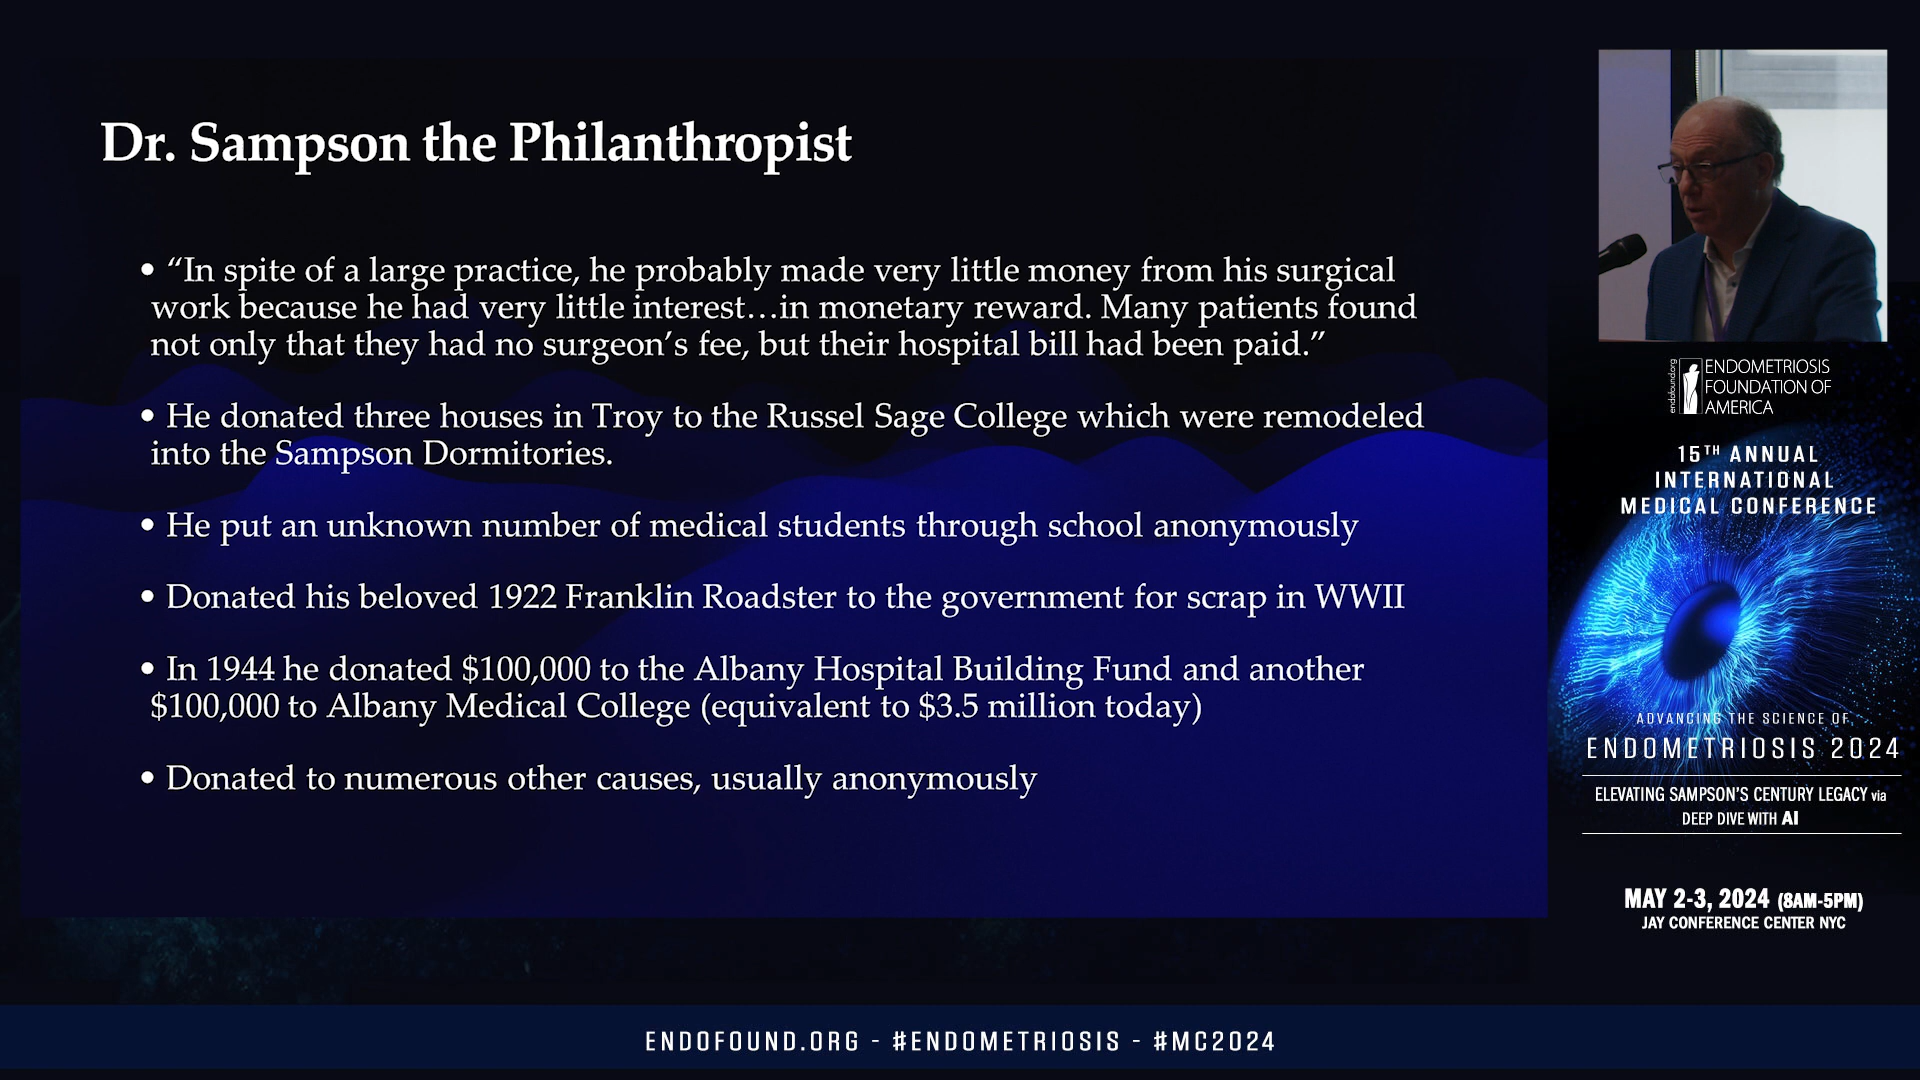 Dr. Sampson the Philanthropist
• “In spite of a large practice, he probably made very little money from his surgical
work because he had very little interest…in monetary reward. Many patients found
not only that they had no surgeon’s fee, but their hospital bill had been paid.”
• He donated three houses in Troy to the Russel Sage College which were remodeled
into the Sampson Dormitories.
• He put an unknown number of medical students through school anonymously
• Donated his beloved 1922 Franklin Roadster to the government for scrap in WWII
• In 1944 he donated $100,000 to the Albany Hospital Building Fund and another
$100,000 to Albany Medical College (equivalent to $3.5 million today)
• Donated to numerous other causes, usually anonymously
endofound.org
ENDOMETRIOSIS
FOUNDATION OF
AMERICA
15TH ANNUAL
INTERNATIONAL
MEDICAL CONFERENCE
ADVANCING THE SCIENCE OF
ENDOMETRIOSIS 2024
ELEVATING SAMPSON’S CENTURY LEGACY via
DEEP DIVE WITH AI
MAY 2-3, 2024 (8AM-5PM)
JAY CONFERENCE CENTER NYC
ENDOFOUND.ORG - #ENDOMETRIOSIS - #MC2024